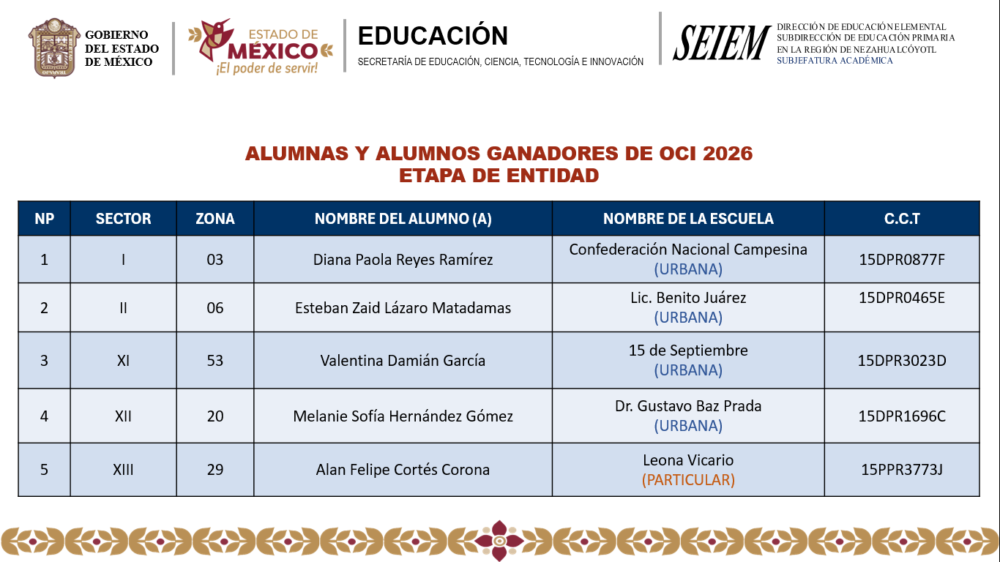 GOBIERNO
DEL ESTADO
DE MÉXICO
ESTADO DE
MÉXICO
¡El poder de servir!
EDUCACIÓN
SECRETARÍA DE EDUCACIÓN, CIENCIA, TECNOLOGÍA E INNOVACIÓN
SEIEM
DIRECCIÓN DE EDUCACIÓN ELEMENTAL
SUBDIRECCIÓN DE EDUCACIÓN PRIMARIA
EN LA REGIÓN DE NEZAHUALCÓYOTL
SUBJEFATURA ACADÉMICA
ALUMNAS Y ALUMNOS GANADORES DE OCI 2026
ETAPA DE ENTIDAD
NP SECTOR ZONA NOMBRE DEL ALUMNO (A) NOMBRE DE LA ESCUELA C.C.T
1 I 03 Diana Paola Reyes Ramírez Confederación Nacional Campesina 15DPR0877F
(URBANA)
2 II 06 Esteban Zaid Lázaro Matadamas Lic. Benito Juárez 15DPR0465E
(URBANA)
3 XI 53 Valentina Damián García 15 de Septiembre 15DPR3023D
(URBANA)
4 XII 20 Melanie Sofía Hernández Gómez Dr. Gustavo Baz Prada 15DPR1696C
(URBANA)
5 XIII 29 Alan Felipe Cortés Corona Leona Vicario 15PPR3773J
(PARTICULAR)